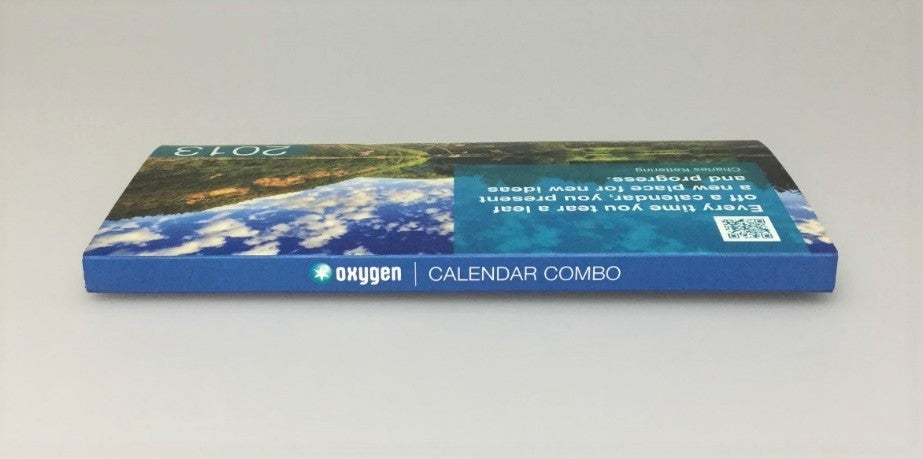 2013
Every time you tear a leaf
off a calendar, you present
a new place for new ideas
and progress.
Charles Kettering
oxygen | CALENDAR COMBO